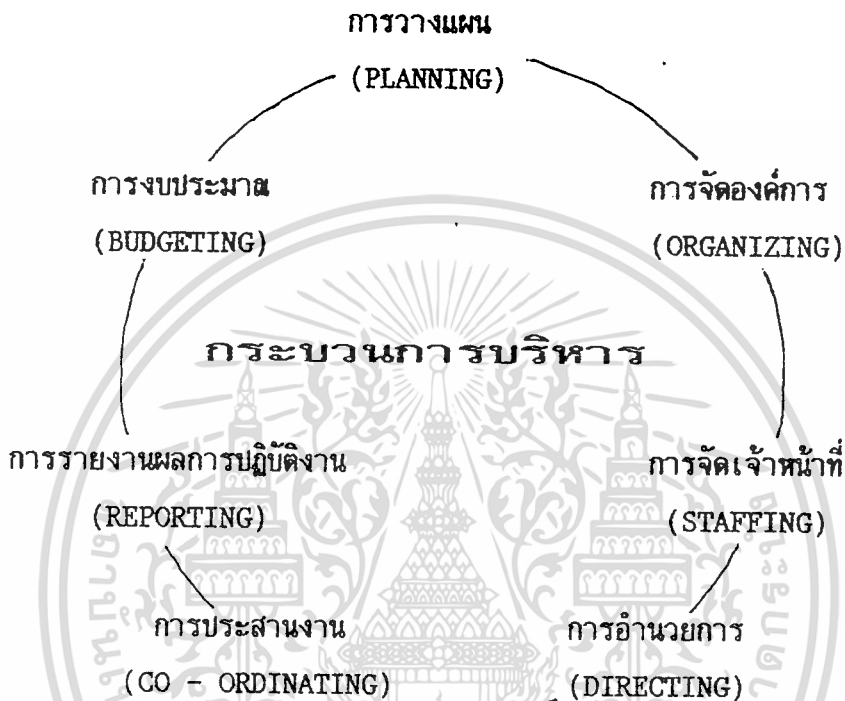 การวางแผน
(PLANNING)
การงบประมาณ
(BUDGETING)
การจัดองค์การ
(ORGANIZING)
กระบวนการบริหาร
การรายงานผลการปฏิบัติงาน
(REPORTING)
การจัดเจ้าหน้าที่
(STAFFING)
การประสานงาน
(CO - ORDINATING)
การอำนวยการ
(DIRECTING)